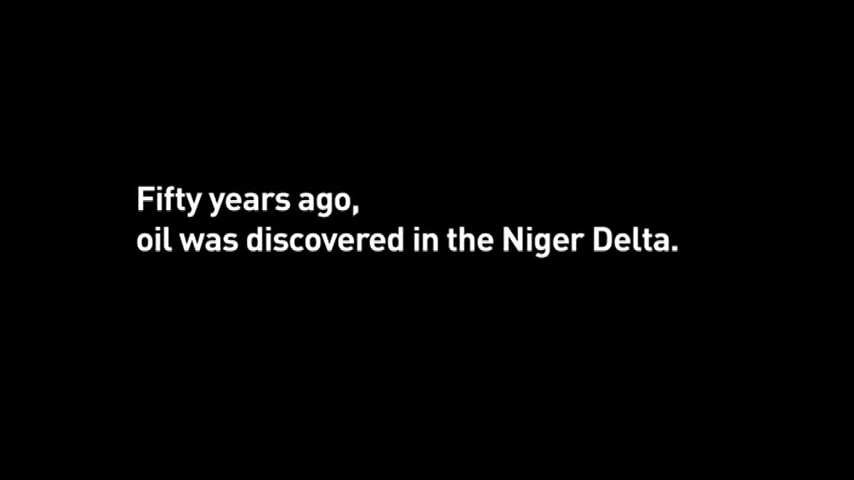 Fifty years ago,
oil was discovered in the Niger Delta.